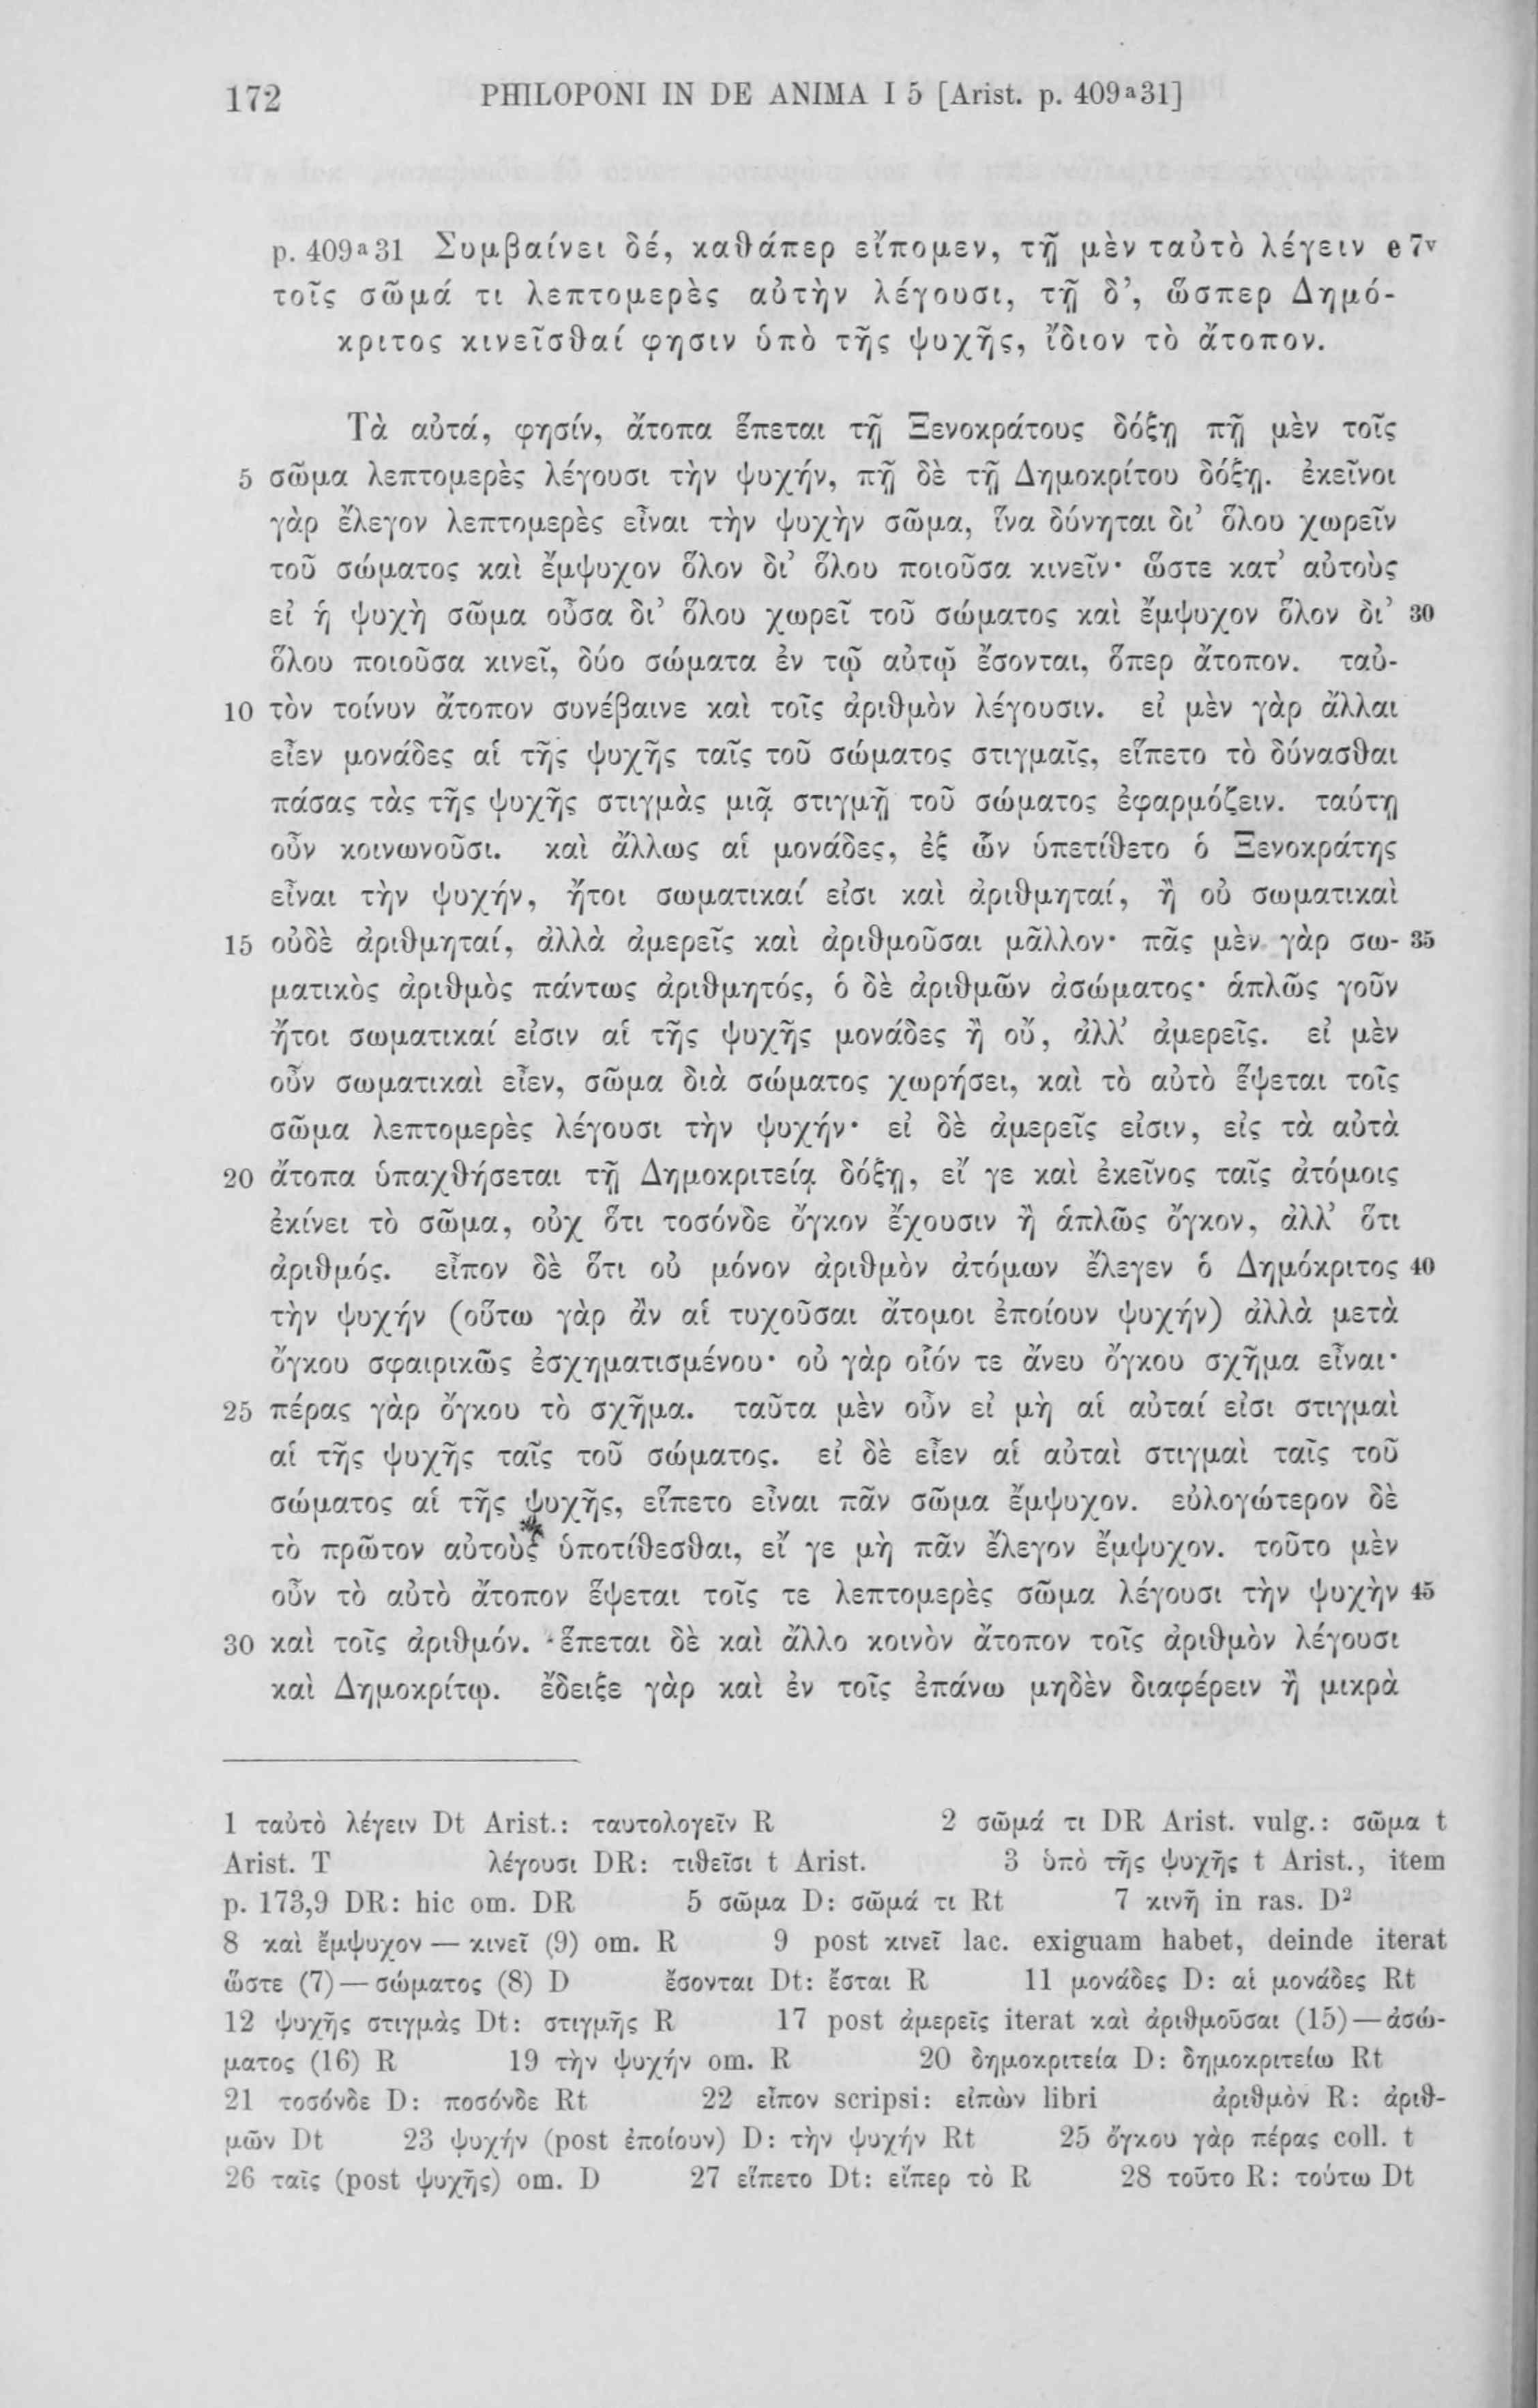 172 PHILOPONI IN DE ANIMA I 5 [Arist. p. 409ª31]
p. 409ª31 Συμβαίνει δέ, καθάπερ εἴπομεν, τῇ μὲν ταὐτὸ λέγειν e 7ᵛ
τοῖς σῶμά τι λεπτομερὲς αὐτὴν λέγουσι, τῇ δ’, ὥσπερ Δημό-
κριτος κινεῖσθαί φησιν ὑπὸ τῆς ψυχῆς, ἴδιον τὸ ἄτοπον.
Τὰ αὐτά, φησίν, ἄτοπα ἕπεται τῇ Ξενοκράτους δόξῃ πῇ μὲν τοῖς
5 σῶμα λεπτομερὲς λέγουσι τὴν ψυχήν, πῇ δὲ τῇ Δημοκρίτου δόξῃ. ἐκεῖνοι
γὰρ ἔλεγον λεπτομερὲς εἶναι τὴν ψυχὴν σῶμα, ἵνα δύνηται δι’ ὅλου χωρεῖν
τοῦ σώματος καὶ ἔμψυχον ὅλον δι’ ὅλου ποιοῦσα κινεῖν· ὥστε κατ’ αὐτοὺς
εἰ ἡ ψυχὴ σῶμα οὖσα δι’ ὅλου χωρεῖ τοῦ σώματος καὶ ἔμψυχον ὅλον δι’ 30
ὅλου ποιοῦσα κινεῖ, δύο σώματα ἐν τῷ αὐτῷ ἔσονται, ὅπερ ἄτοπον. ταὐ-
10 τὸν τοίνυν ἄτοπον συνέβαινε καὶ τοῖς ἀριθμὸν λέγουσιν. εἰ μὲν γὰρ ἄλλαι
εἶεν μονάδες αἱ τῆς ψυχῆς ταῖς τοῦ σώματος στιγμαῖς, εἵπετο τὸ δύνασθαι
πάσας τὰς τῆς ψυχῆς στιγμὰς μιᾷ στιγμῇ τοῦ σώματος ἐφαρμόζειν. ταύτῃ
οὖν κοινωνοῦσι. καὶ ἄλλως αἱ μονάδες, ἐξ ὧν ὑπετίθετο ὁ Ξενοκράτης
εἶναι τὴν ψυχήν, ἤτοι σωματικαί εἰσι καὶ ἀριθμηταί, ἢ οὐ σωματικαὶ
15 οὐδὲ ἀριθμηταί, ἀλλὰ ἀμερεῖς καὶ ἀριθμοῦσαι μᾶλλον· πᾶς μὲν γὰρ σω- 35
ματικὸς ἀριθμὸς πάντως ἀριθμητός, ὁ δὲ ἀριθμῶν ἀσώματος· ἁπλῶς γοῦν
ἤτοι σωματικαί εἰσιν αἱ τῆς ψυχῆς μονάδες ἢ οὔ, ἀλλ’ ἀμερεῖς. εἰ μὲν
οὖν σωματικαὶ εἶεν, σῶμα διὰ σώματος χωρήσει, καὶ τὸ αὐτὸ ἕψεται τοῖς
σῶμα λεπτομερὲς λέγουσι τὴν ψυχήν· εἰ δὲ ἀμερεῖς εἰσιν, εἰς τὰ αὐτὰ
20 ἄτοπα ὑπαχθήσεται τῇ Δημοκριτείᾳ δόξῃ, εἴ γε καὶ ἐκεῖνος ταῖς ἀτόμοις
ἐκίνει τὸ σῶμα, οὐχ ὅτι τοσόνδε ὄγκον ἔχουσιν ἢ ἁπλῶς ὄγκον, ἀλλ’ ὅτι
ἀριθμός. εἶπον δὲ ὅτι οὐ μόνον ἀριθμὸν ἀτόμων ἔλεγεν ὁ Δημόκριτος 40
τὴν ψυχήν (οὕτω γὰρ ἂν αἱ τυχοῦσαι ἄτομοι ἐποίουν ψυχήν) ἀλλὰ μετὰ
ὄγκου σφαιρικῶς ἐσχηματισμένου· οὐ γὰρ οἷόν τε ἄνευ ὄγκου σχῆμα εἶναι·
25 πέρας γὰρ ὄγκου τὸ σχῆμα. ταῦτα μὲν οὖν εἰ μὴ αἱ αὐταί εἰσι στιγμαὶ
αἱ τῆς ψυχῆς ταῖς τοῦ σώματος. εἰ δὲ εἶεν αἱ αὐταὶ στιγμαὶ ταῖς τοῦ
σώματος αἱ τῆς ψυχῆς, εἵπετο εἶναι πᾶν σῶμα ἔμψυχον. εὐλογώτερον δὲ
τὸ πρῶτον αὐτοὺς ὑποτίθεσθαι, εἴ γε μὴ πᾶν ἔλεγον ἔμψυχον. τοῦτο μὲν
οὖν τὸ αὐτὸ ἄτοπον ἕψεται τοῖς τε λεπτομερὲς σῶμα λέγουσι τὴν ψυχὴν 45
30 καὶ τοῖς ἀριθμόν. ἕπεται δὲ καὶ ἄλλο κοινὸν ἄτοπον τοῖς ἀριθμὸν λέγουσι
καὶ Δημοκρίτῳ. ἔδειξε γὰρ καὶ ἐν τοῖς ἐπάνω μηδὲν διαφέρειν ἢ μικρὰ
1 ταὐτὸ λέγειν Dt Arist.: ταυτολογεῖν R 2 σῶμά τι DR Arist. vulg.: σῶμα t
Arist. T λέγουσι DR: τιθεῖσι t Arist. 3 ὑπὸ τῆς ψυχῆς t Arist., item
p. 173,9 DR: hic om. DR 5 σῶμα D: σῶμά τι Rt 7 κινῇ in ras. D²
8 καὶ ἔμψυχον — κινεῖ (9) om. R 9 post κινεῖ lac. exiguam habet, deinde iterat
ὥστε (7) — σώματος (8) D ἔσονται Dt: ἔσται R 11 μονάδες D: αἱ μονάδες Rt
12 ψυχῆς στιγμὰς Dt: στιγμῆς R 17 post ἀμερεῖς iterat καὶ ἀριθμοῦσαι (15) — ἀσώ-
ματος (16) R 19 τὴν ψυχήν om. R 20 δημοκριτεία D: δημοκριτείω Rt
21 τοσόνδε D: ποσόνδε Rt 22 εἶπον scripsi: εἰπὼν libri ἀριθμὸν R: ἀριθ-
μῶν Dt 23 ψυχήν (post ἐποίουν) D: τὴν ψυχήν Rt 25 ὄγκου γὰρ πέρας coll. t
26 ταῖς (post ψυχῆς) om. D 27 εἵπετο Dt: εἴπερ τὸ R 28 τοῦτο R: τούτω Dt